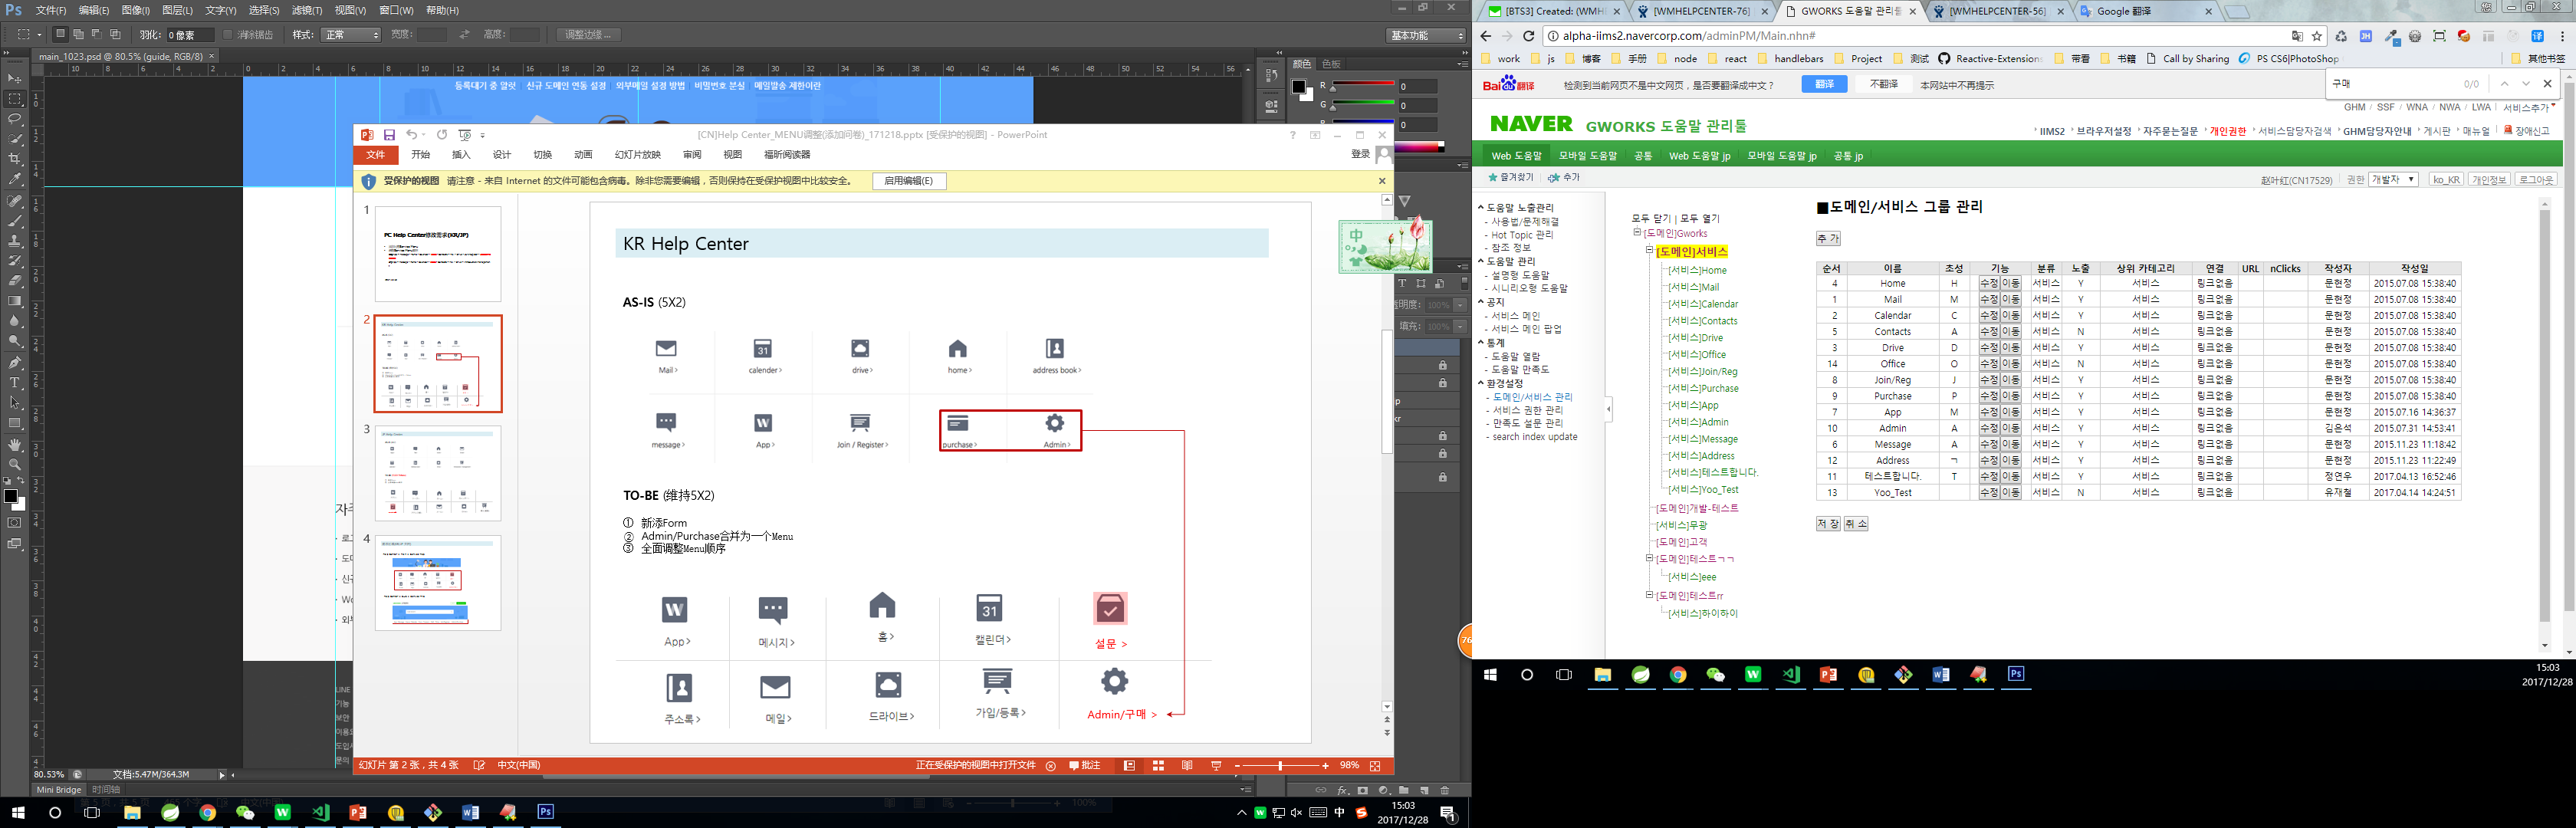 Ps 文件(F) 编辑(E) 图像(I) 图层(L) 文字(Y) 选择(S) 滤镜(T) 视图(V) 窗口(W) 帮助(H)
羽化: 0 像素 消除锯齿 样式: 正常 宽度: 高度: 调整边缘... 基本功能
main_1023.psd @ 80.5% (guide, RGB/8)
등록대기 중 알럿 신규 도메인 연동 설정 외부메일 설정 방법 비밀번호 분실 메일발송 제한이란
颜色 色板
R 0
G 0
B 0
[CN]Help Center_MENU调整(添加问卷)_171218.pptx [受保护的视图] - PowerPoint
文件 开始 插入 设计 切换 动画 幻灯片放映 审阅 视图 福昕阅读器 登录
受保护的视图 请注意 - 来自 Internet 的文件可能包含病毒。除非您需要编辑，否则保持在受保护视图中比较安全。 启用编辑(E)
1
PC Help Center修改需求(KR/JP)
2
3
4
KR Help Center
AS-IS (5X2)
Mail > calender > drive > home > address book >
message > App > Join / Register > purchase > Admin >
TO-BE (维持5X2)
① 新添Form
② Admin/Purchase合并为一个Menu
③ 全面调整Menu顺序
App > 메시지 > 홈 > 캘린더 > 설문 >
주소록 > 메일 > 드라이브 > 가입/등록 > Admin/구매 >
幻灯片 第 2 张，共 4 张 中文(中国) 正在受保护的视图中打开文件 批注 98%
80.53% 文档:5.47M/364.3M
Mini Bridge 时间轴
中
15:03
2017/12/28
[BTS3] Created: (WMH [WMHELPCENTER-76] GWORKS 도움말 관리툴 [WMHELPCENTER-56] Google 翻译
alpha-iims2.navercorp.com/adminPM/Main.nhn#
work js 博客 手册 node react handlebars Project 测试 Reactive-Extension 带看 书籍 Call by Sharing PS CS6|PhotoShop 其他书签
Bai 翻译 检测到当前网页不是中文网页，是否要翻译成中文？ 翻译 不翻译 本网站中不再提示
구매 0/0
GHM / SSF / WNA / NWA / LWA | 서비스추가
NAVER GWORKS 도움말 관리툴
IIMS2 브라우저설정 자주묻는질문 개인권한 서비스담당자검색 GHM담당자안내 게시판 매뉴얼 장애신고
Web 도움말 모바일 도움말 공통 Web 도움말 jp 모바일 도움말 jp 공통 jp
즐겨찾기 추가
赵叶红(CN17529) 권한 개발자 ko_KR 개인정보 로그아웃
도움말 노출관리
- 사용법/문제해결
- Hot Topic 관리
- 참조 정보
도움말 관리
- 설명형 도움말
- 시나리오형 도움말
공지
- 서비스 메인
- 서비스 메인 팝업
통계
- 도움말 열람
- 도움말 만족도
환경설정
- 도메인/서비스 관리
- 서비스 권한 관리
- 만족도 설문 관리
- search index update
모두 닫기 | 모두 열기
[도메인]Gworks
[도메인]서비스
[서비스]Home
[서비스]Mail
[서비스]Calendar
[서비스]Contacts
[서비스]Drive
[서비스]Office
[서비스]Join/Reg
[서비스]Purchase
[서비스]App
[서비스]Admin
[서비스]Message
[서비스]Address
[서비스]테스트합니다.
[서비스]Yoo_Test
[도메인]개발-테스트
[서비스]무광
[도메인]고객
[도메인]테스트ㄱㄱ
[서비스]eee
[도메인]테스트rr
[서비스]하이하이
■도메인/서비스 그룹 관리
추 가
순서 이름 초성 기능 분류 노출 상위 카테고리 연결 URL nClicks 작성자 작성일
4 Home H 수정 이동 서비스 Y 서비스 링크없음 문현정 2015.07.08 15:38:40
1 Mail M 수정 이동 서비스 Y 서비스 링크없음 문현정 2015.07.08 15:38:40
2 Calendar C 수정 이동 서비스 Y 서비스 링크없음 문현정 2015.07.08 15:38:40
5 Contacts A 수정 이동 서비스 N 서비스 링크없음 문현정 2015.07.08 15:38:40
3 Drive D 수정 이동 서비스 Y 서비스 링크없음 문현정 2015.07.08 15:38:40
14 Office O 수정 이동 서비스 N 서비스 링크없음 문현정 2015.07.08 15:38:40
8 Join/Reg J 수정 이동 서비스 Y 서비스 링크없음 문현정 2015.07.08 15:38:40
9 Purchase P 수정 이동 서비스 Y 서비스 링크없음 문현정 2015.07.08 15:38:40
7 App M 수정 이동 서비스 Y 서비스 링크없음 문현정 2015.07.16 14:36:37
10 Admin A 수정 이동 서비스 Y 서비스 링크없음 김은석 2015.07.31 14:53:41
6 Message A 수정 이동 서비스 Y 서비스 링크없음 문현정 2015.11.23 11:18:42
12 Address ㄱ 수정 이동 서비스 Y 서비스 링크없음 문현정 2015.11.23 11:22:49
11 테스트합니다. T 수정 이동 서비스 Y 서비스 링크없음 정연우 2017.04.13 16:52:46
13 Yoo_Test 수정 이동 서비스 N 서비스 링크없음 유재철 2017.04.14 14:24:51
저 장 취 소
15:03
2017/12/28